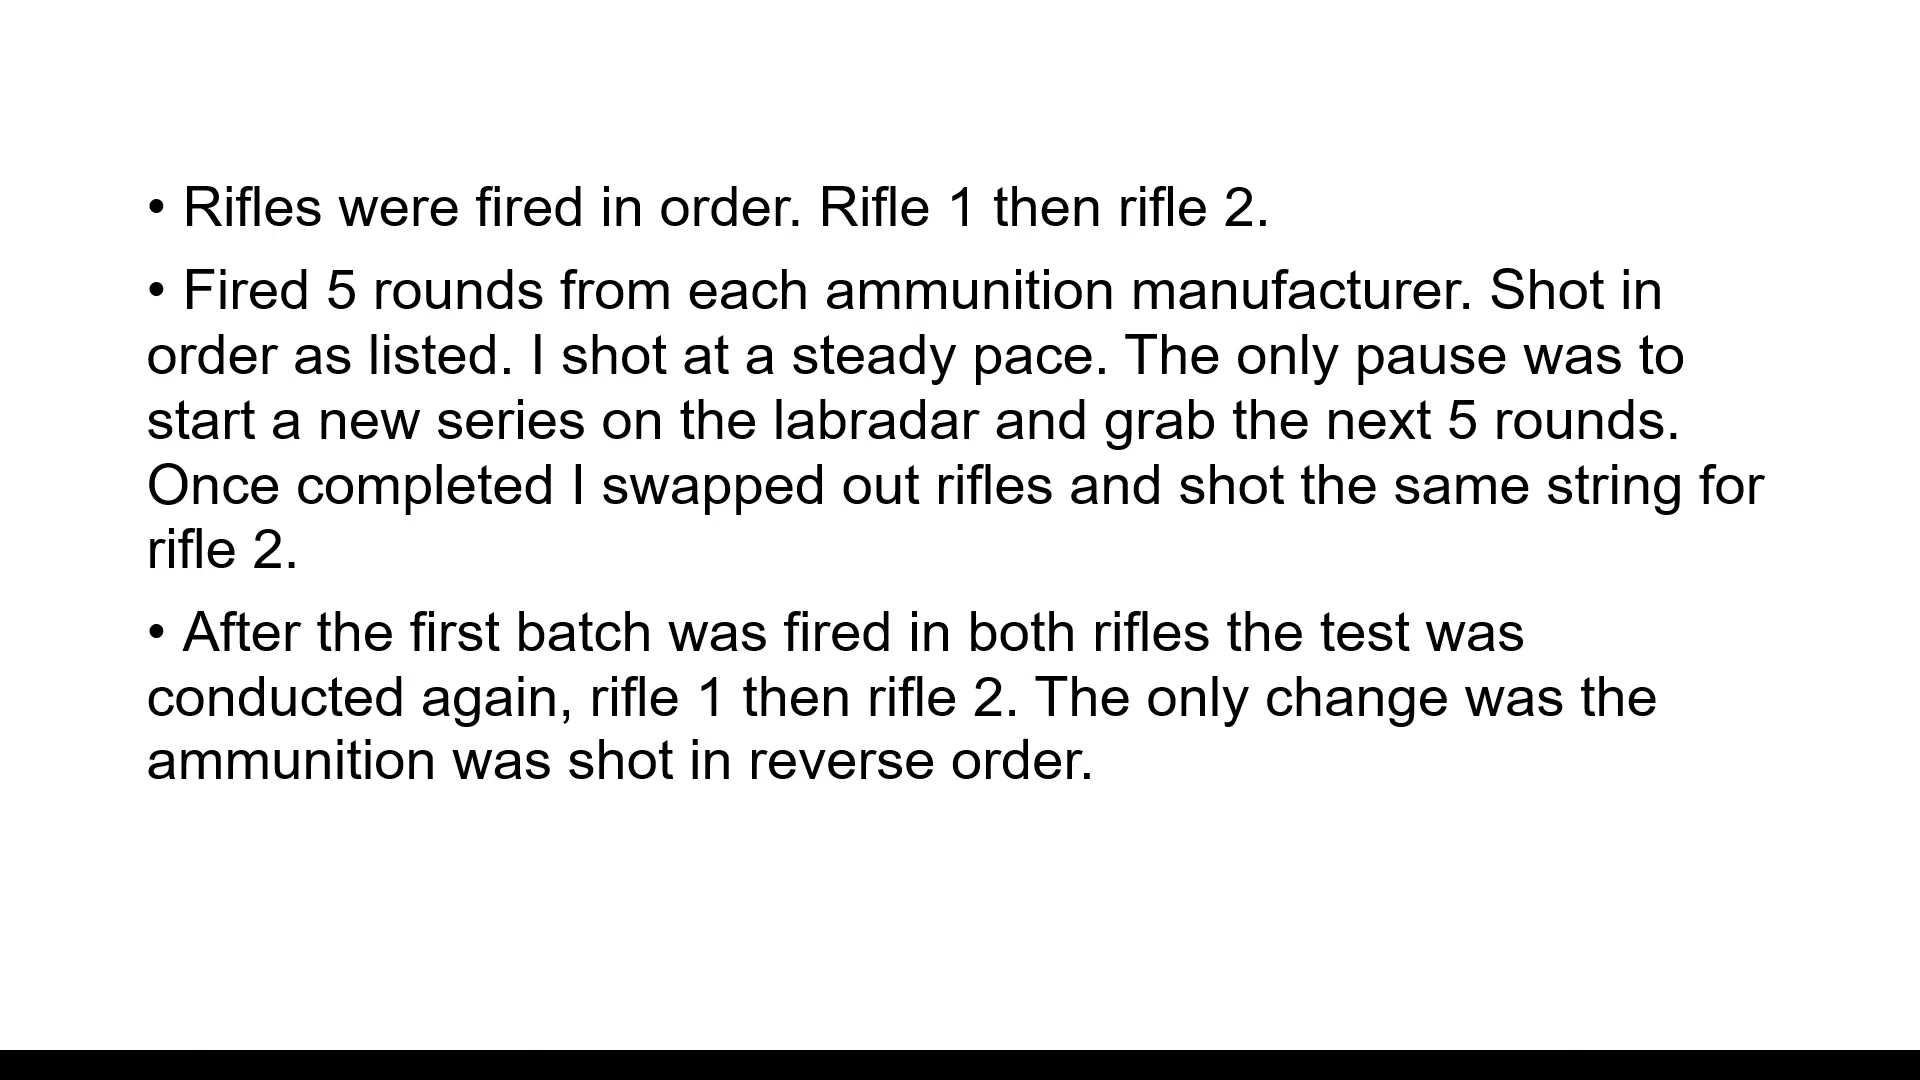 • Rifles were fired in order. Rifle 1 then rifle 2.
• Fired 5 rounds from each ammunition manufacturer. Shot in
order as listed. I shot at a steady pace. The only pause was to
start a new series on the labradar and grab the next 5 rounds.
Once completed I swapped out rifles and shot the same string for
rifle 2.
• After the first batch was fired in both rifles the test was
conducted again, rifle 1 then rifle 2. The only change was the
ammunition was shot in reverse order.